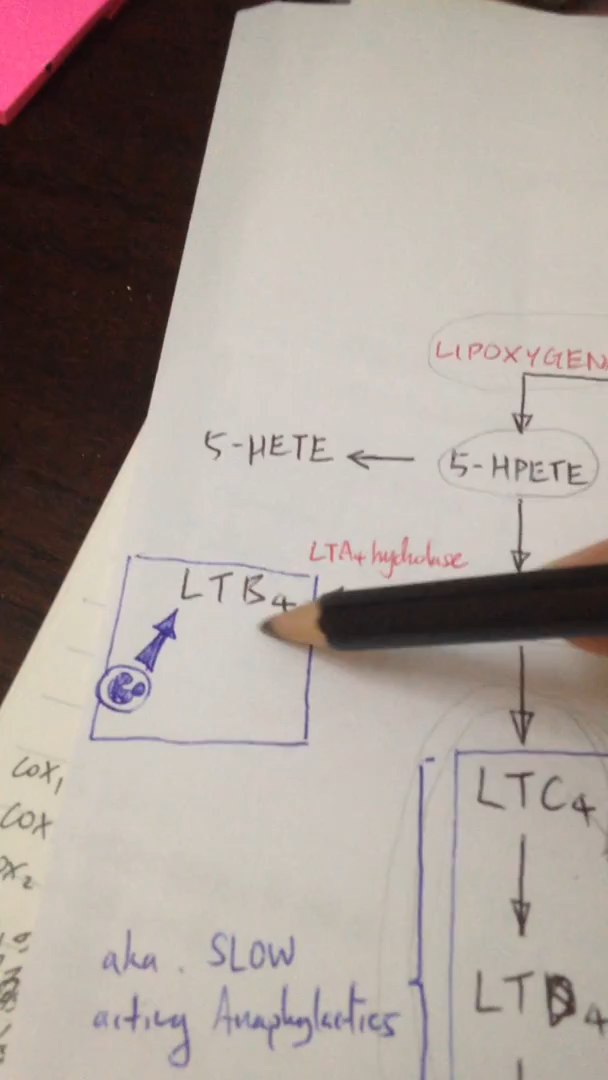 LIPOXYGEN
5-HETE
5-HPETE
LTA4 hydrolase
LTB4
LTC4
COX1
COX
LTD4
aka. SLOW
acting Anaphylactics